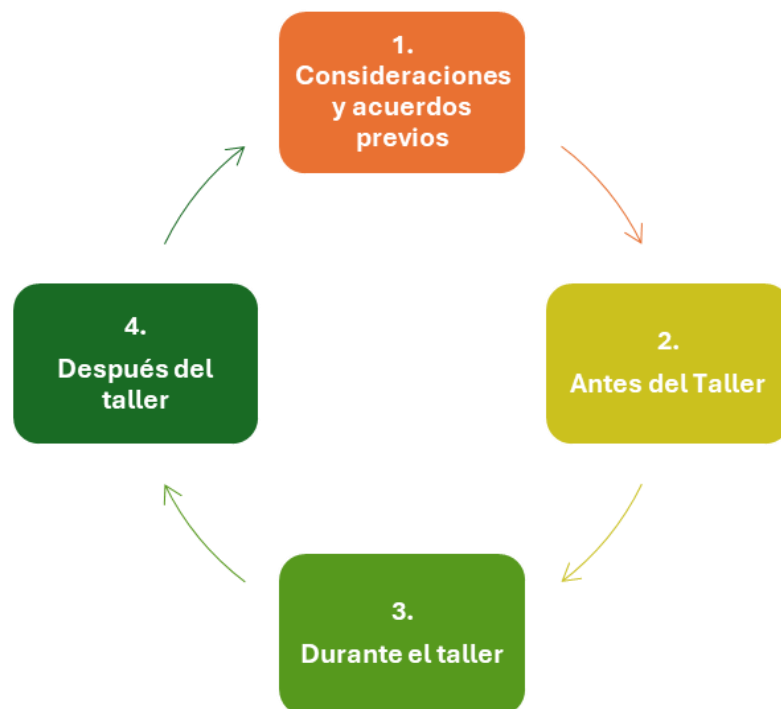 1.
Consideraciones
y acuerdos
previos
2.
Antes del Taller
3.
Durante el taller
4.
Después del
taller